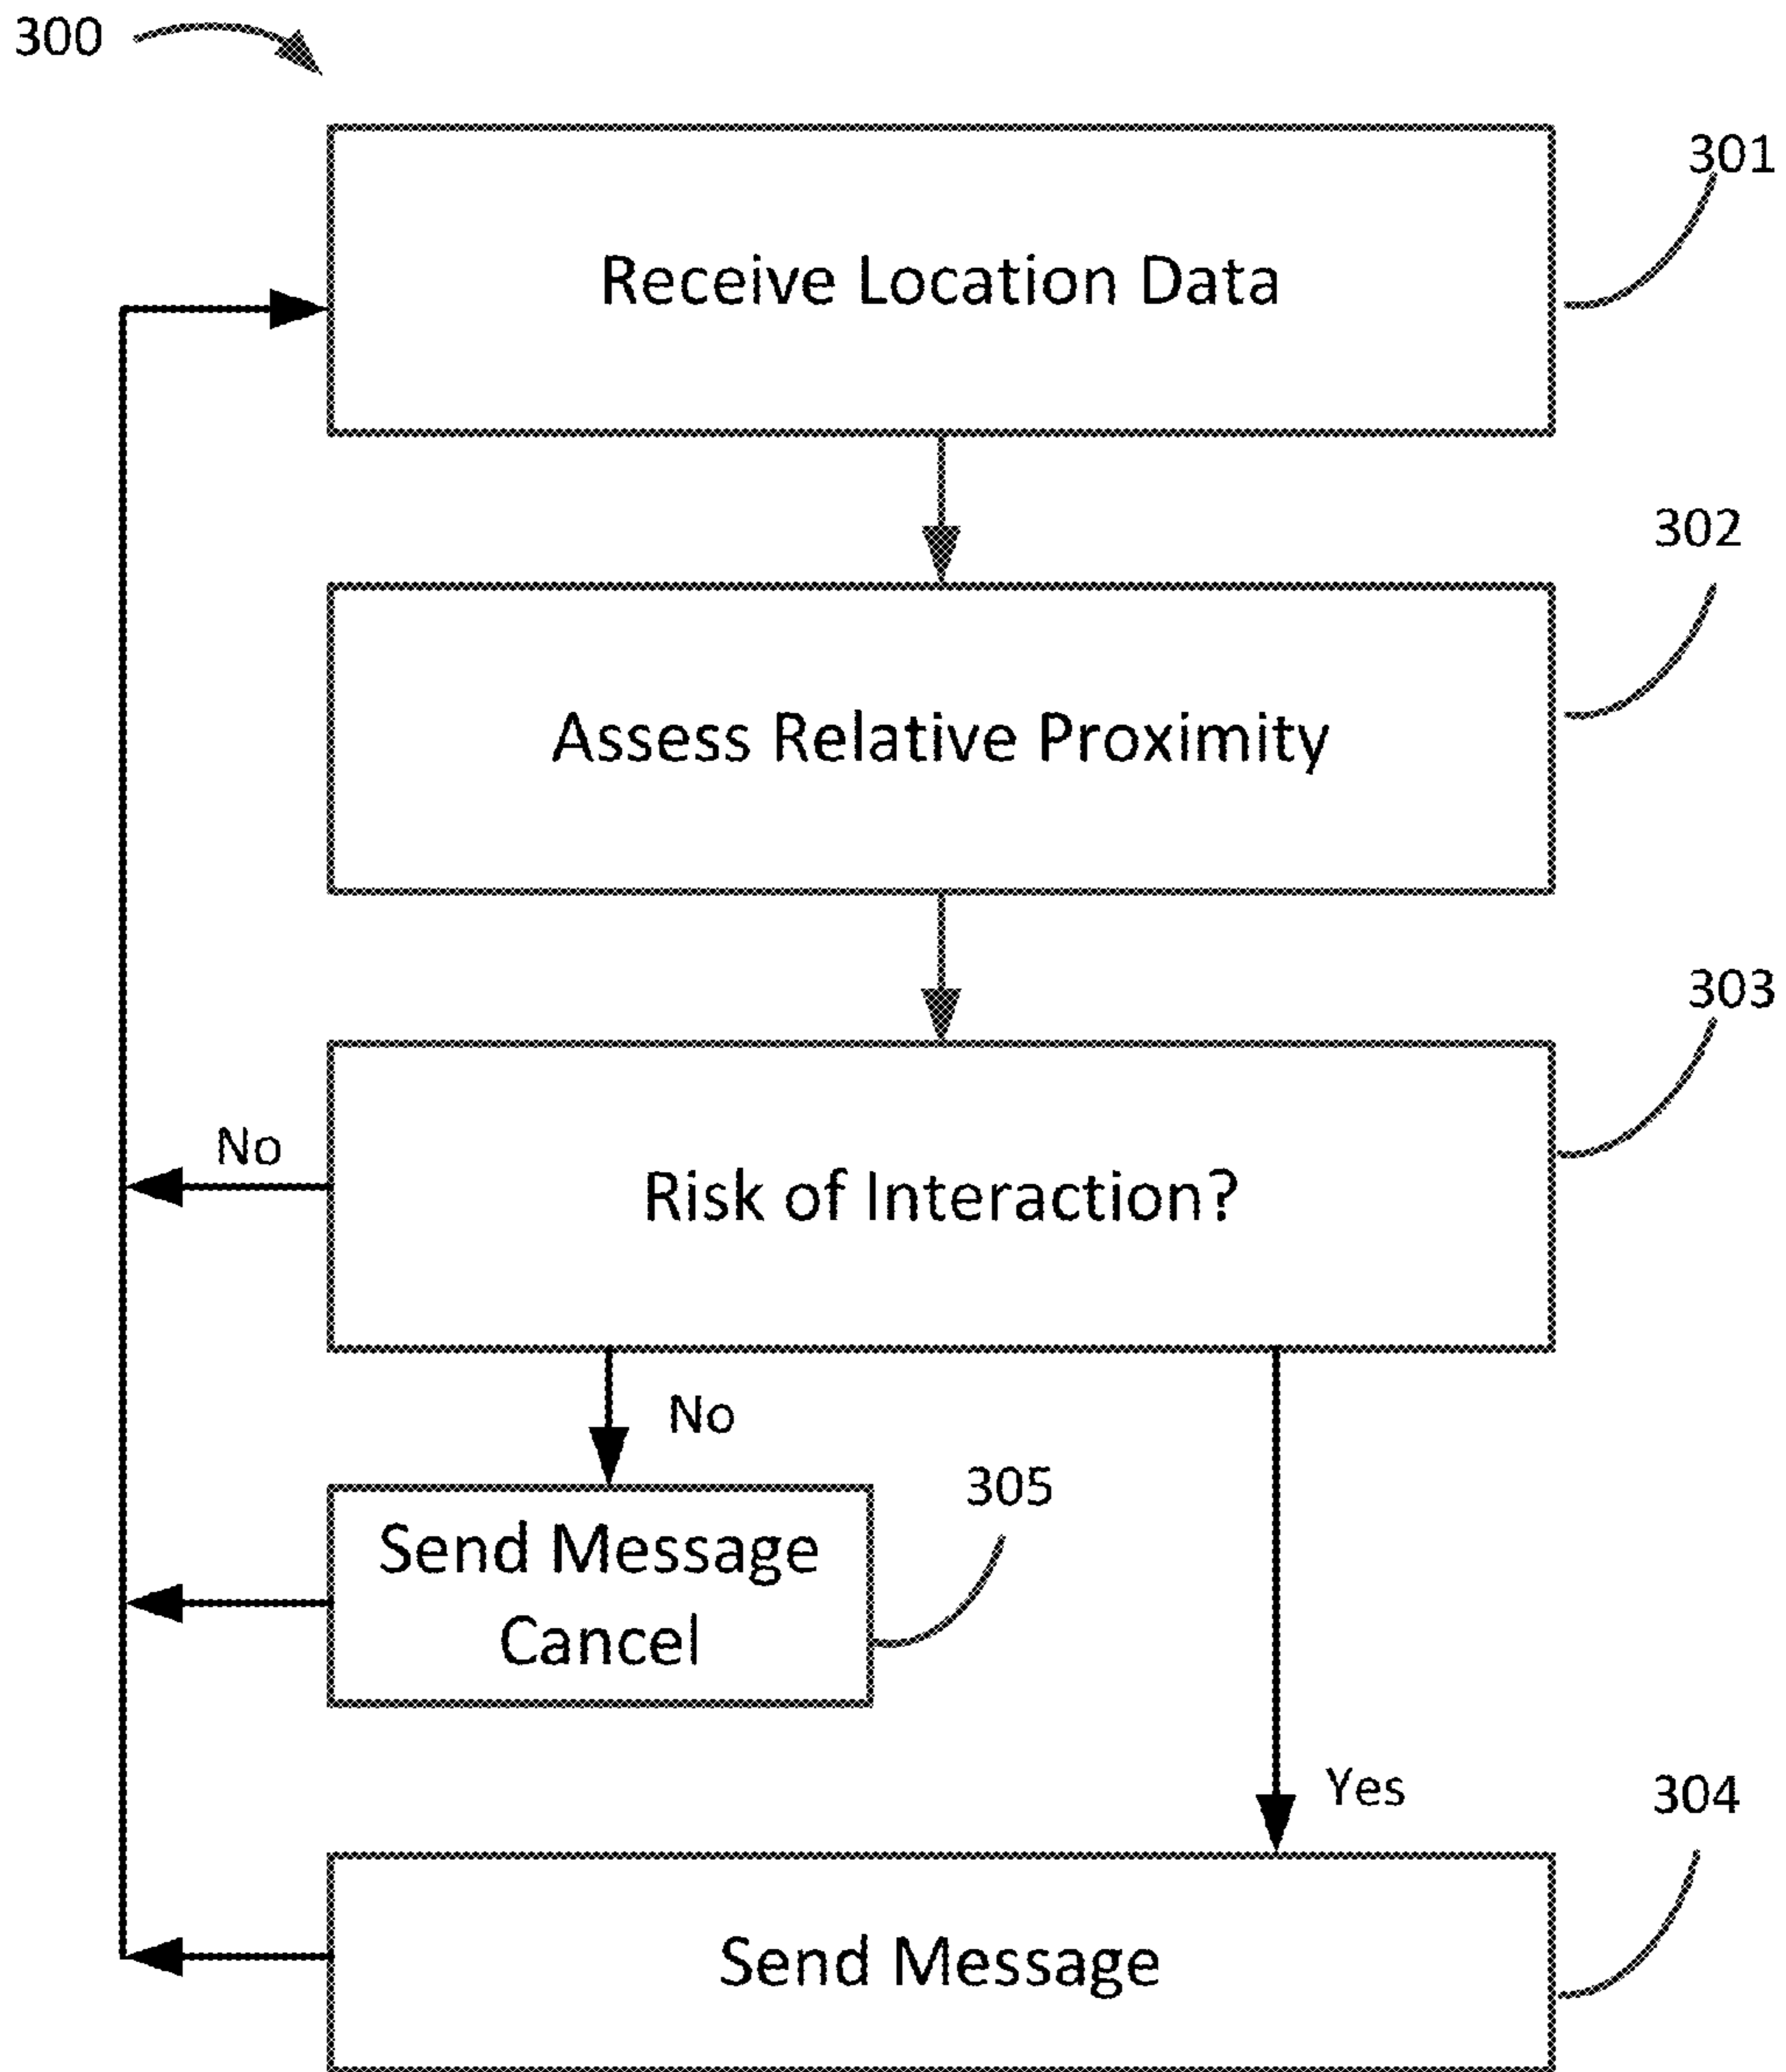 300
301
Receive Location Data
302
Assess Relative Proximity
303
No
Risk of Interaction?
No
305
Send Message
Cancel
Yes
304
Send Message